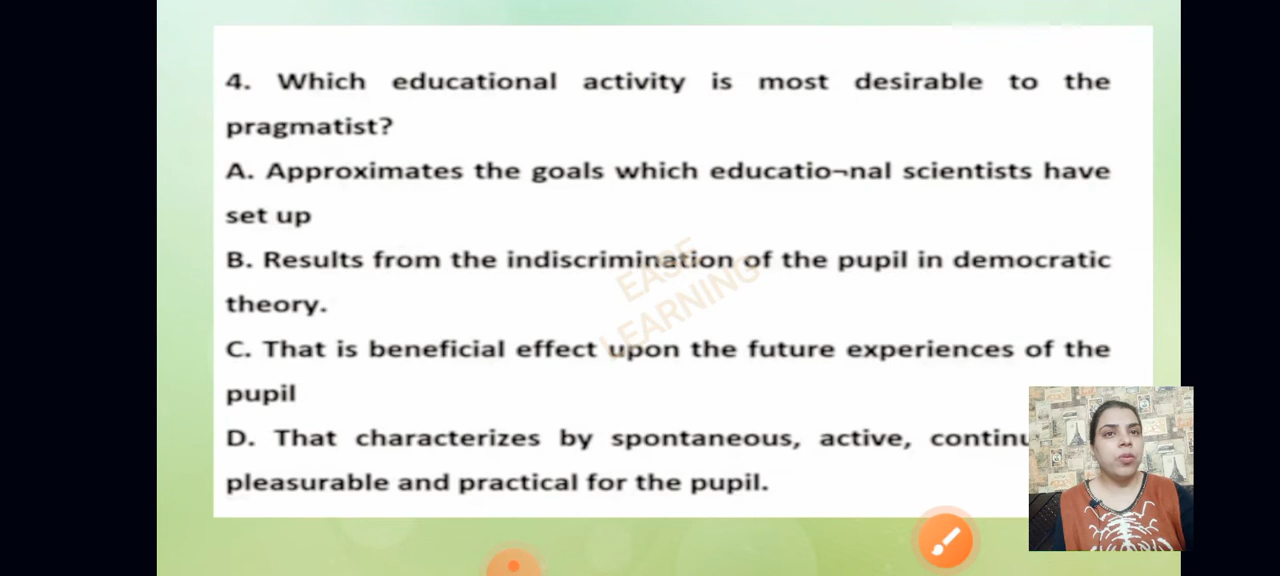 4. Which educational activity is most desirable to the
pragmatist?
A. Approximates the goals which educatio¬nal scientists have
set up
B. Results from the indiscrimination of the pupil in democratic
theory.
C. That is beneficial effect upon the future experiences of the
pupil
D. That characterizes by spontaneous, active,
pleasurable and practical for the pupil.
EASE
LEARNING